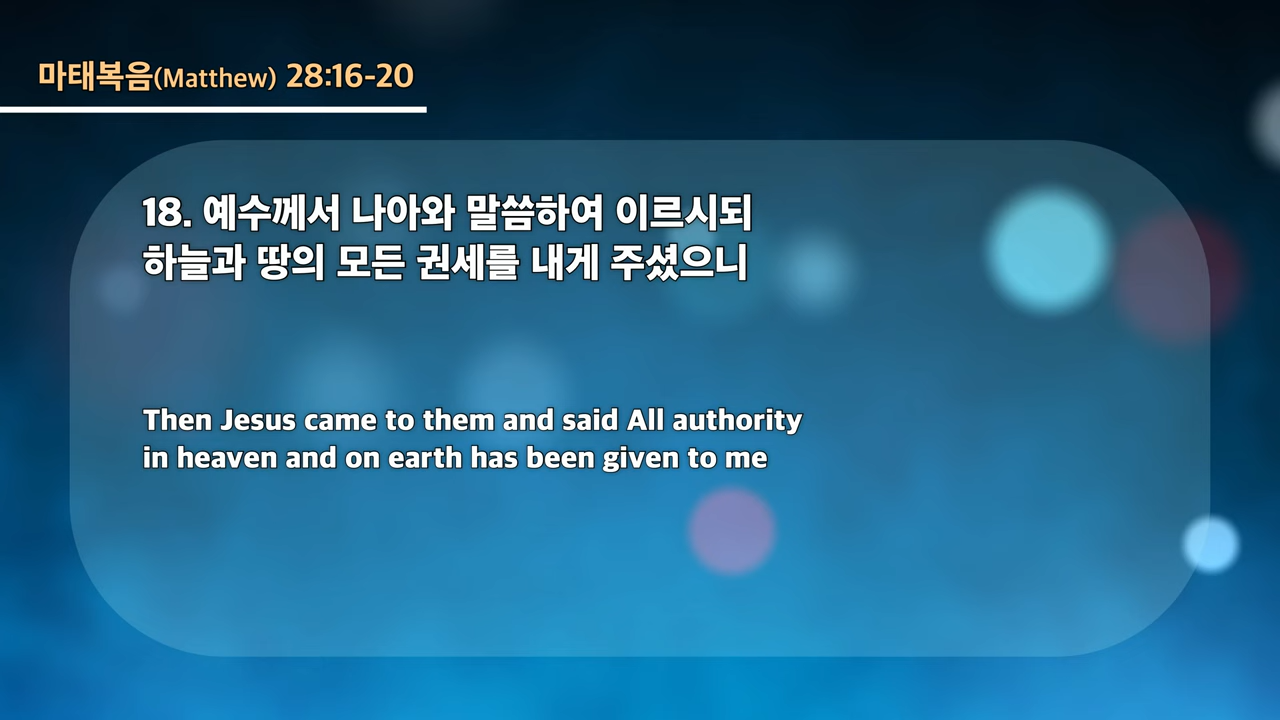 마태복음(Matthew) 28:16-20
18. 예수께서 나아와 말씀하여 이르시되
하늘과 땅의 모든 권세를 내게 주셨으니
Then Jesus came to them and said All authority
in heaven and on earth has been given to me